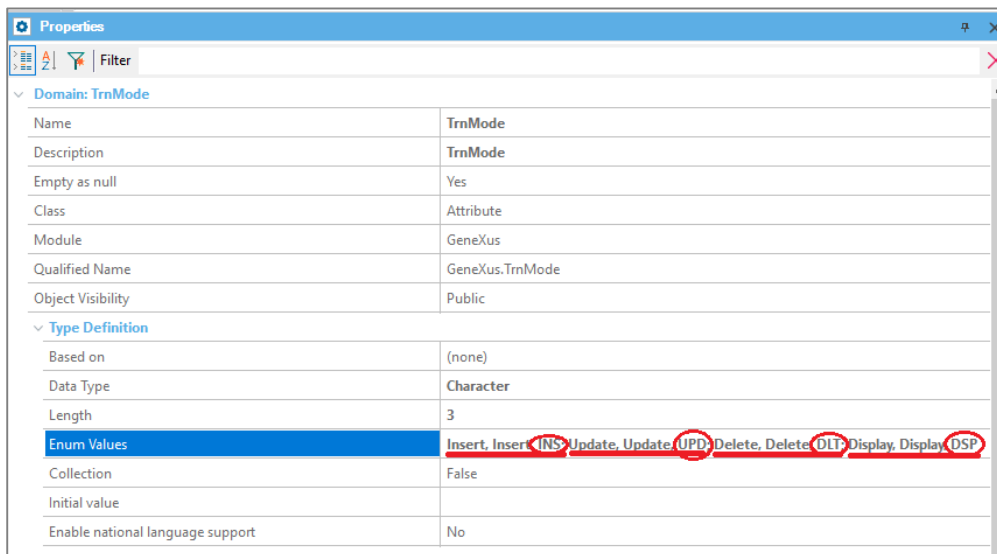 Properties
Filter
Domain: TrnMode
Name TrnMode
Description TrnMode
Empty as null Yes
Class Attribute
Module GeneXus
Qualified Name GeneXus.TrnMode
Object Visibility Public
Type Definition
Based on (none)
Data Type Character
Length 3
Enum Values Insert, Insert, INS; Update, Update, UPD; Delete, Delete, DLT; Display, Display, DSP
Collection False
Initial value
Enable national language support No